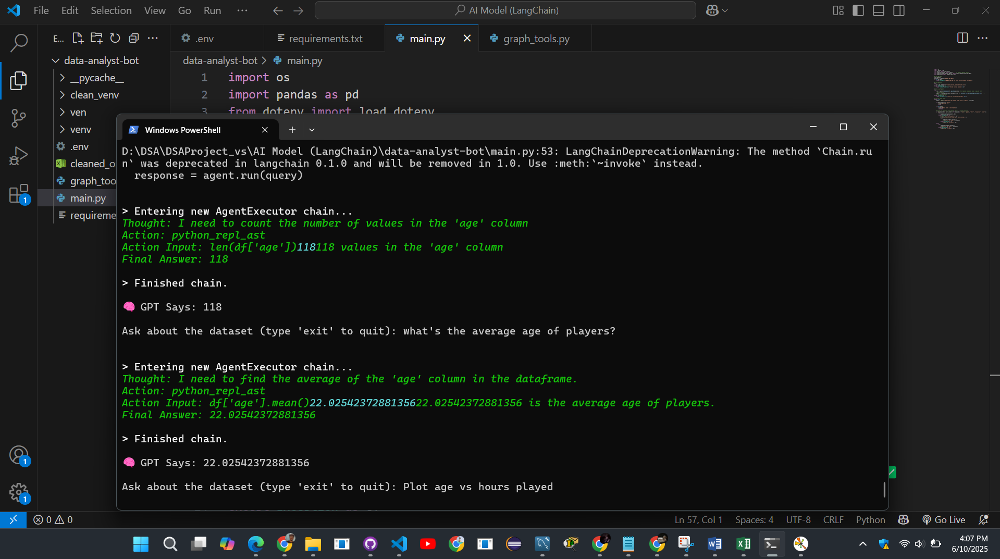 File Edit Selection View Go Run ··· AI Model (LangChain)
E... .env requirements.txt main.py graph_tools.py
data-analyst-bot
__pycache__
clean_venv
ven
venv
.env
cleaned_o
graph_too
main.py
requireme
data-analyst-bot > main.py
1 import os
2 import pandas as pd
3 from dotenv import load_dotenv
Windows PowerShell
D:\DSA\DSAProject_vs\AI Model (LangChain)\data-analyst-bot\main.py:53: LangChainDeprecationWarning: The method `Chain.ru
n` was deprecated in langchain 0.1.0 and will be removed in 1.0. Use :meth:`~invoke` instead.
response = agent.run(query)
> Entering new AgentExecutor chain...
Thought: I need to count the number of values in the 'age' column
Action: python_repl_ast
Action Input: len(df['age'])118118 values in the 'age' column
Final Answer: 118
> Finished chain.
GPT Says: 118
Ask about the dataset (type 'exit' to quit): what's the average age of players?
> Entering new AgentExecutor chain...
Thought: I need to find the average of the 'age' column in the dataframe.
Action: python_repl_ast
Action Input: df['age'].mean()22.0254237288135622.02542372881356 is the average age of players.
Final Answer: 22.02542372881356
> Finished chain.
GPT Says: 22.02542372881356
Ask about the dataset (type 'exit' to quit): Plot age vs hours played
1
1
1
0 0 Ln 57, Col 1 Spaces: 4 UTF-8 CRLF Python Go Live
4:07 PM
6/10/2025